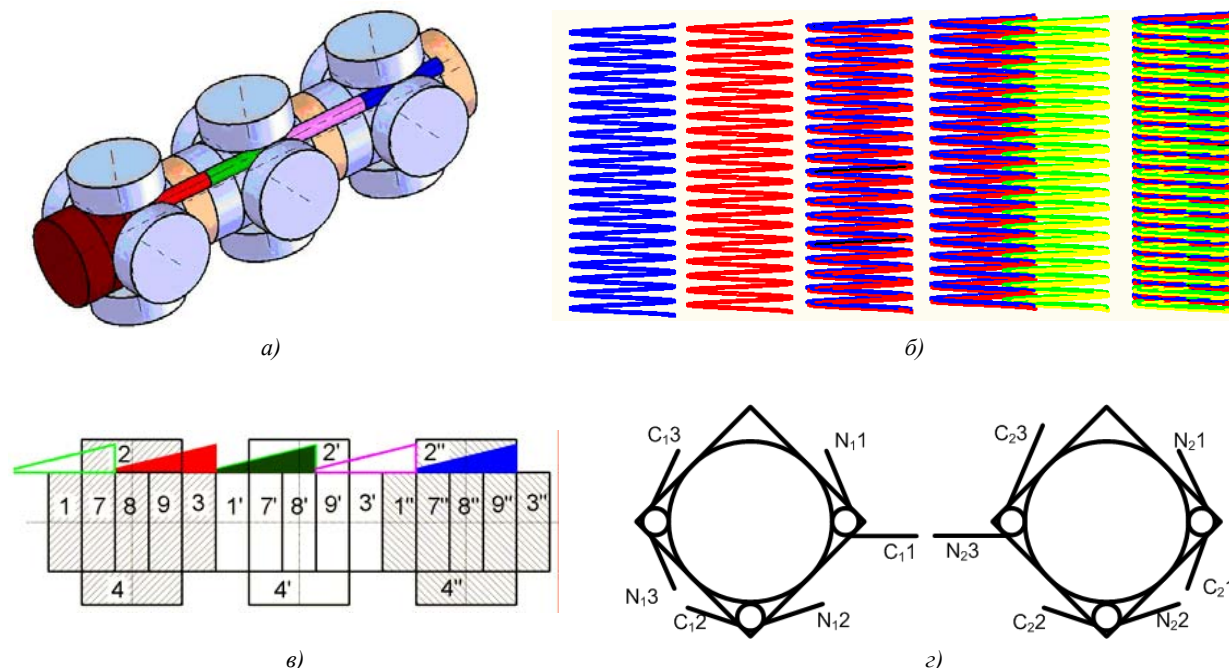 а)
б)
2 2' 2"
1 7 8 9 3 1' 7' 8' 9' 3' 1" 7" 8" 9" 3"
4 4' 4"
в)
C₁3 N₁1 C₂3 N₂1
C₁1 N₂3
N₁3 C₁2 N₁2 C₂2 N₂2 C₂1
г)